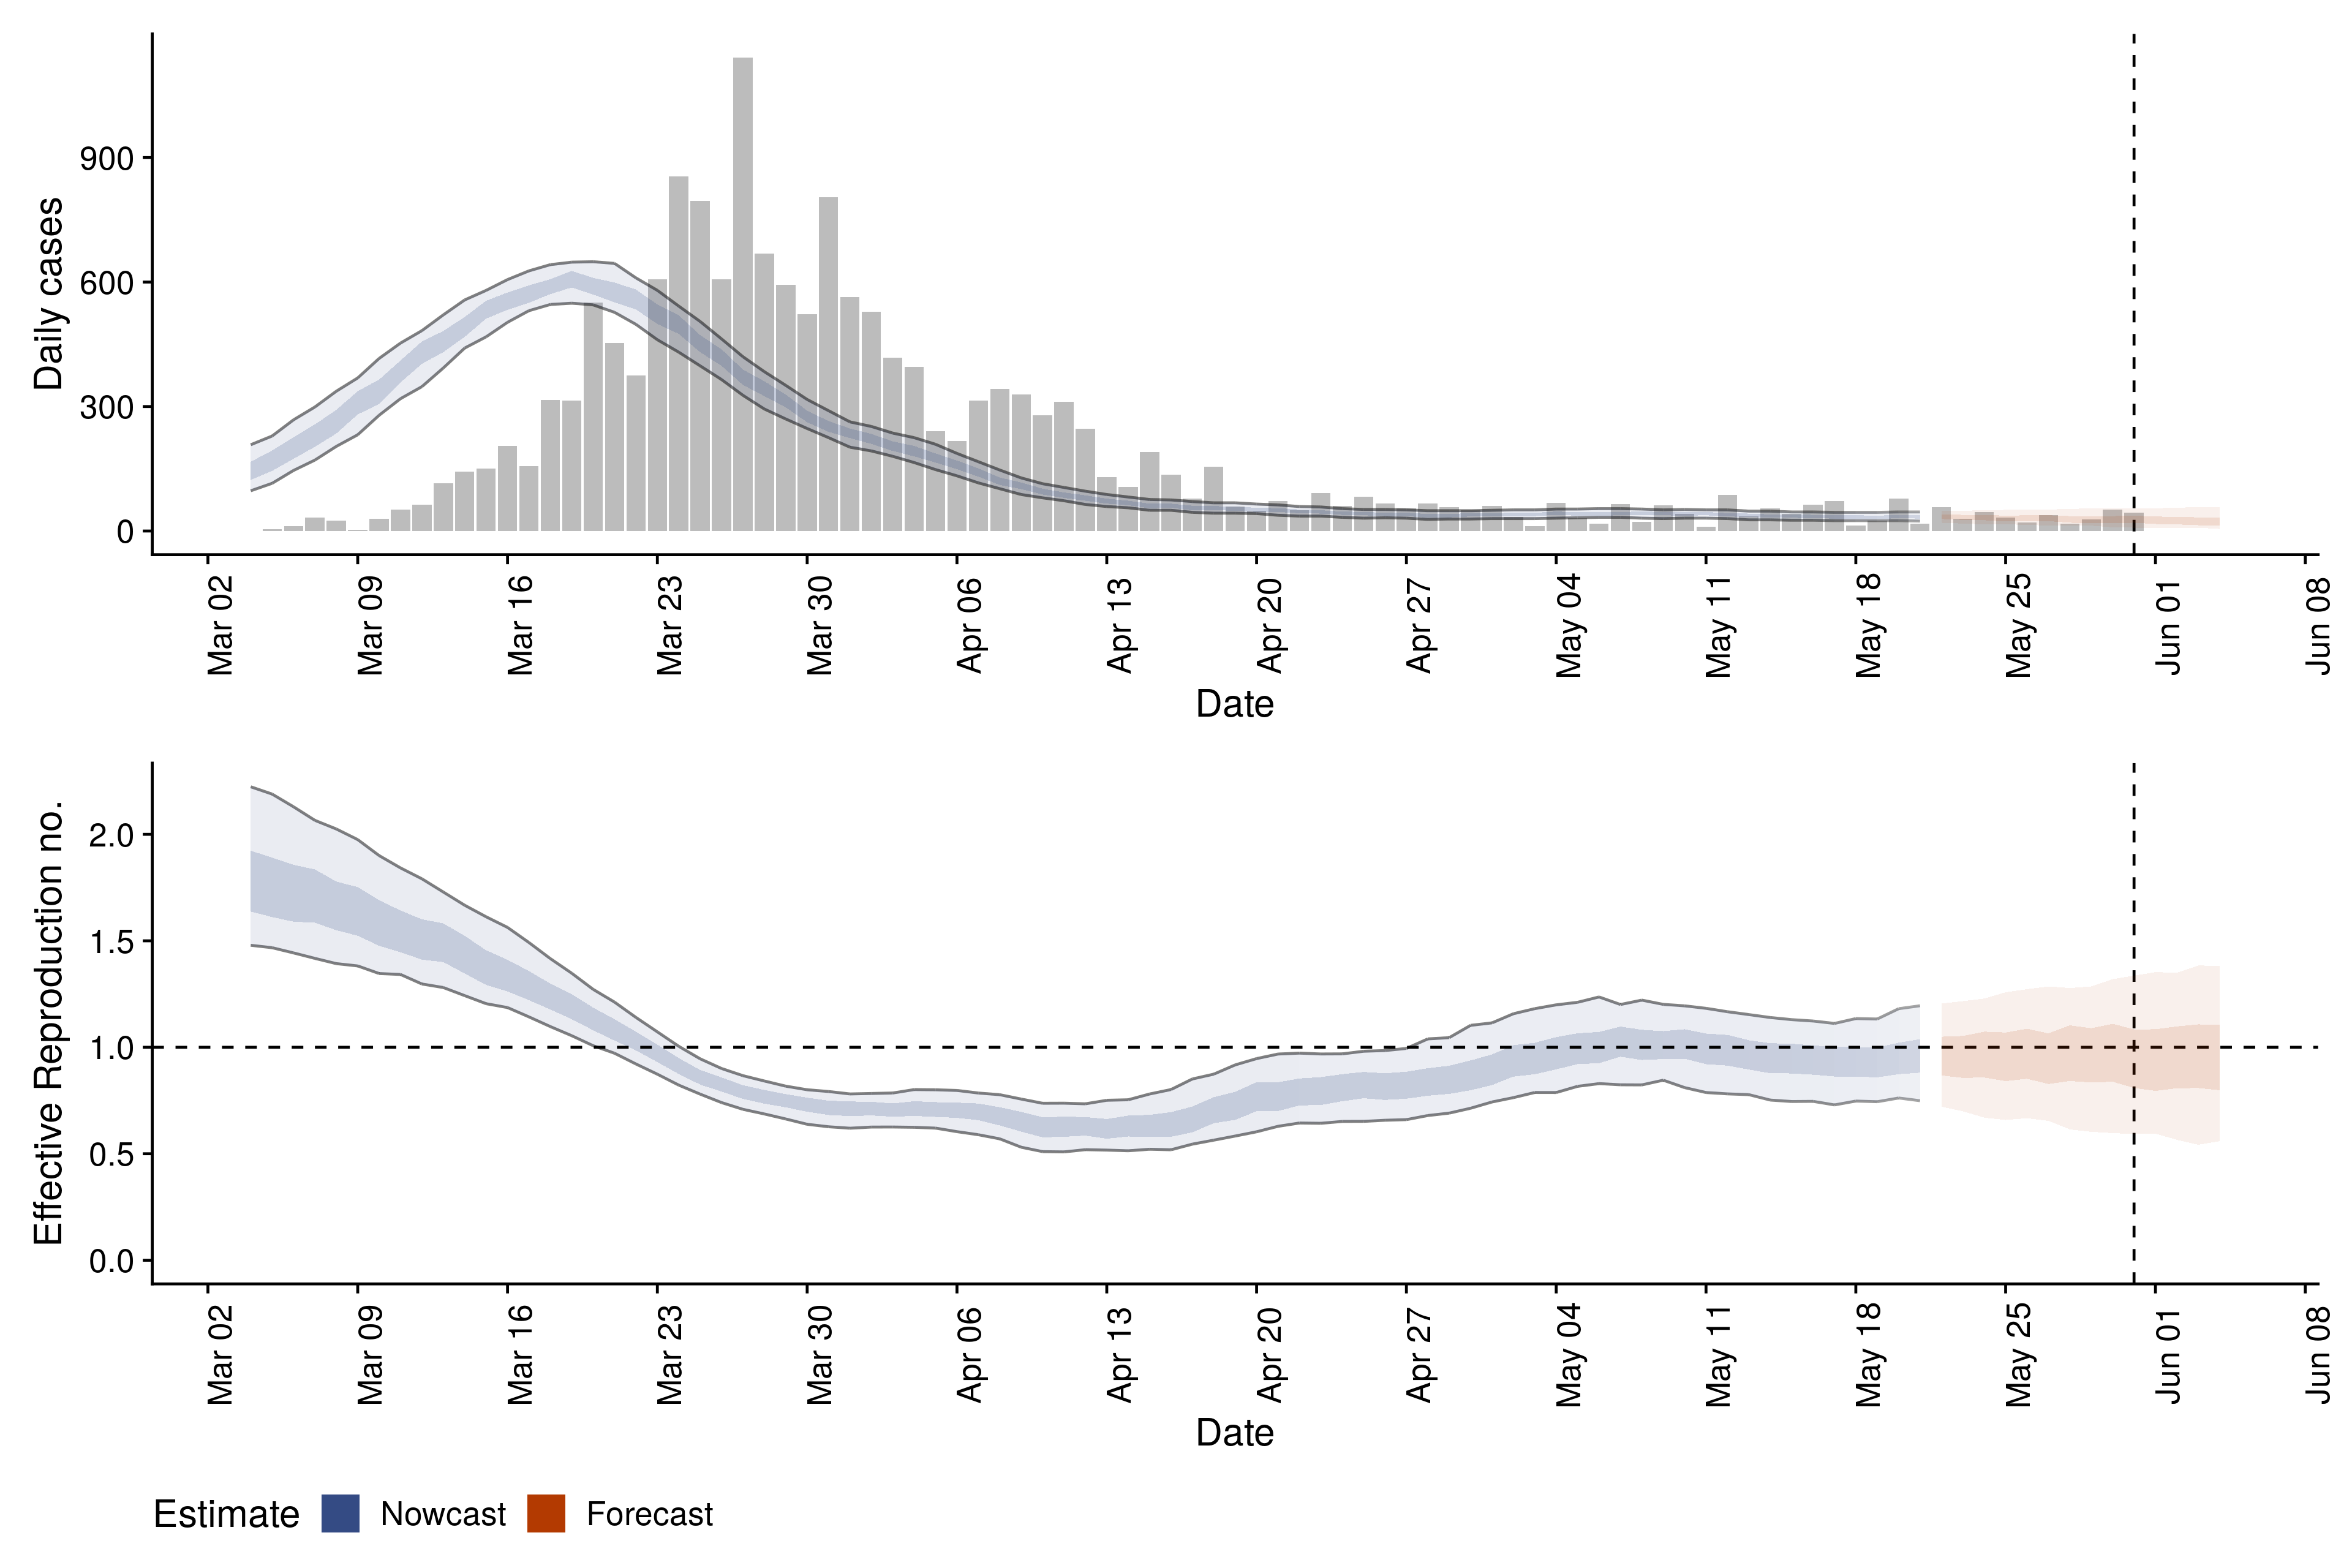 Daily cases
900
600
300
0
Mar 02
Mar 09
Mar 16
Mar 23
Mar 30
Apr 06
Apr 13
Apr 20
Apr 27
May 04
May 11
May 18
May 25
Jun 01
Jun 08
Date
Effective Reproduction no.
2.0
1.5
1.0
0.5
0.0
Mar 02
Mar 09
Mar 16
Mar 23
Mar 30
Apr 06
Apr 13
Apr 20
Apr 27
May 04
May 11
May 18
May 25
Jun 01
Jun 08
Date
Estimate Nowcast Forecast